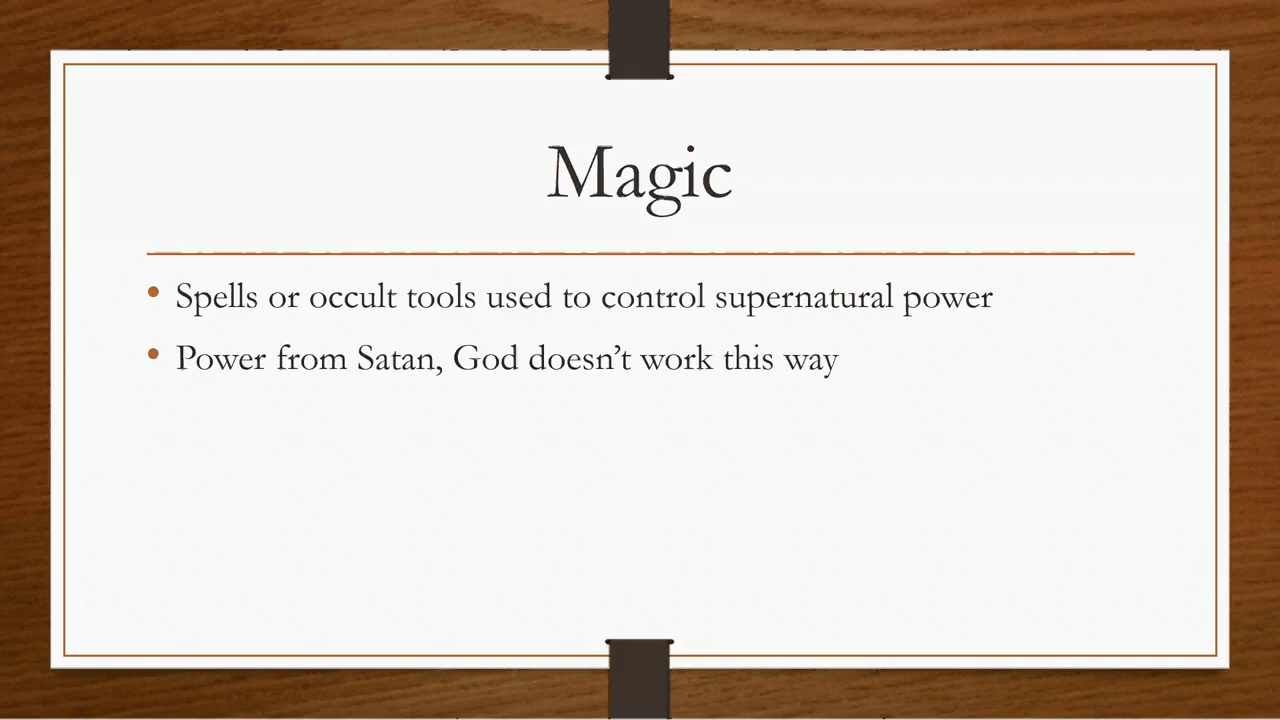 Magic
• Spells or occult tools used to control supernatural power
• Power from Satan, God doesn’t work this way